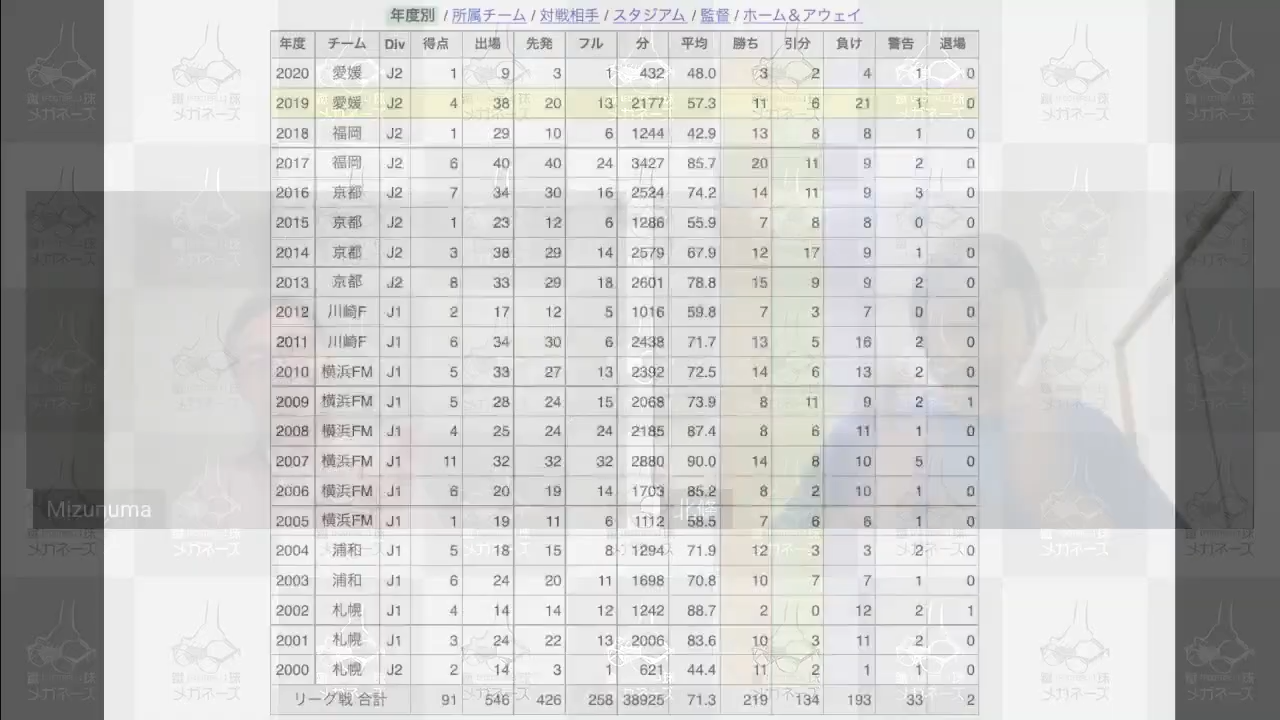 年度別 / 所属チーム / 対戦相手 / スタジアム / 監督 / ホーム＆アウェイ
年度 チーム Div 得点 出場 先発 フル 分 平均 勝ち 引分 負け 警告 退場
2020 愛媛 J2 1 9 3 1 432 48.0 3 2 4 1 0
2019 愛媛 J2 4 38 20 13 2177 57.3 11 6 21 1 0
2018 福岡 J2 1 29 10 6 1244 42.9 13 8 8 1 0
2017 福岡 J2 6 40 40 24 3427 85.7 20 11 9 2 0
2016 京都 J2 7 34 30 16 2524 74.2 14 11 9 3 0
2015 京都 J2 1 23 12 6 1286 55.9 7 8 8 0 0
2014 京都 J2 3 38 29 14 2579 67.9 12 17 9 1 0
2013 京都 J2 8 33 29 18 2601 78.8 15 9 9 2 0
2012 川崎F J1 2 17 12 5 1016 59.8 7 3 7 0 0
2011 川崎F J1 6 34 30 6 2438 71.7 13 5 16 2 0
2010 横浜FM J1 5 33 27 13 2392 72.5 14 6 13 2 0
2009 横浜FM J1 5 28 24 15 2068 73.9 8 11 9 2 1
2008 横浜FM J1 4 25 24 24 2185 87.4 8 6 11 1 0
2007 横浜FM J1 11 32 32 32 2880 90.0 14 8 10 5 0
2006 横浜FM J1 6 20 19 14 1703 85.2 8 2 10 1 0
2005 横浜FM J1 1 19 11 6 1112 58.5 7 6 6 1 0
2004 浦和 J1 5 18 15 8 1294 71.9 12 3 3 2 0
2003 浦和 J1 6 24 20 11 1698 70.8 10 7 7 1 0
2002 札幌 J1 4 14 14 12 1242 88.7 2 0 12 2 1
2001 札幌 J1 3 24 22 13 2006 83.6 10 3 11 2 0
2000 札幌 J2 2 14 3 1 621 44.4 11 2 1 1 0
リーグ戦 合計 91 546 426 258 38925 71.3 219 134 193 33 2
Mizunuma
メガネーズ